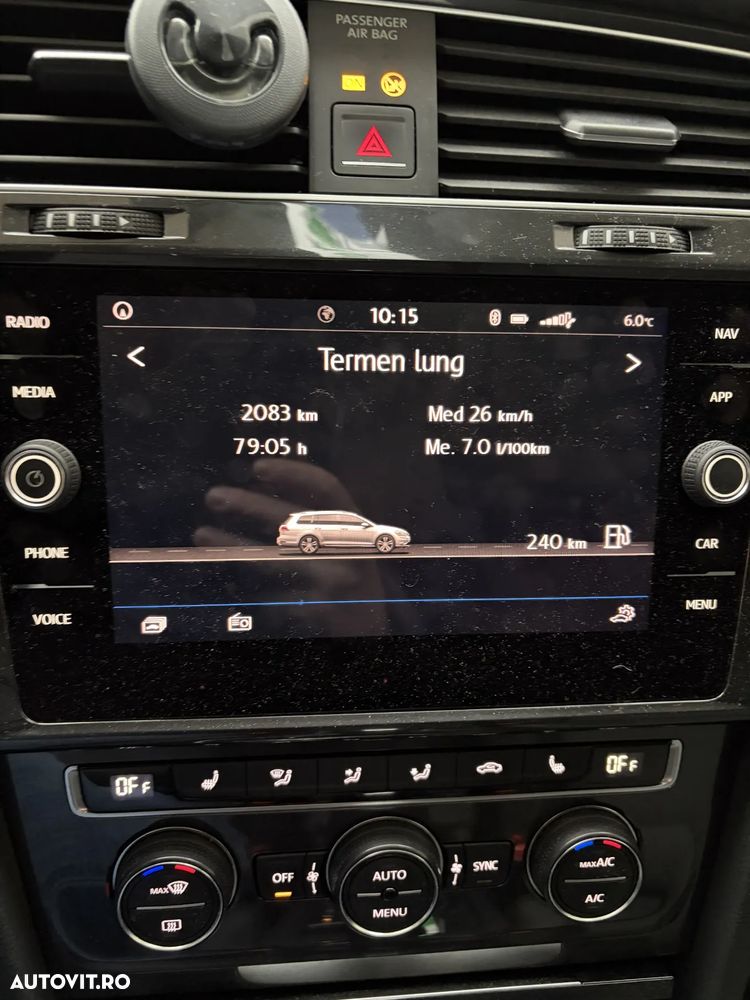 PASSENGER
AIR BAG
ON
RADIO
MEDIA
PHONE
VOICE
NAV
APP
CAR
MENU
10:15
6.0°C
< Termen lung >
2083 km
Med 26 km/h
79:05 h
Me. 7.0 l/100km
240 km
OFF
OFF
MAX
OFF
AUTO
MENU
SYNC
MAX A/C
A/C
AUTOVIT.RO